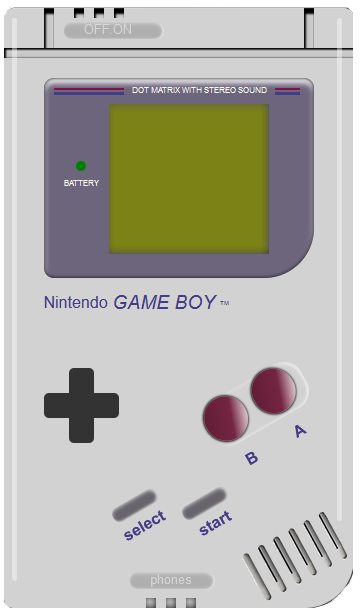 OFF.ON
DOT MATRIX WITH STEREO SOUND
BATTERY
Nintendo GAME BOY TM
A
B
select
start
phones